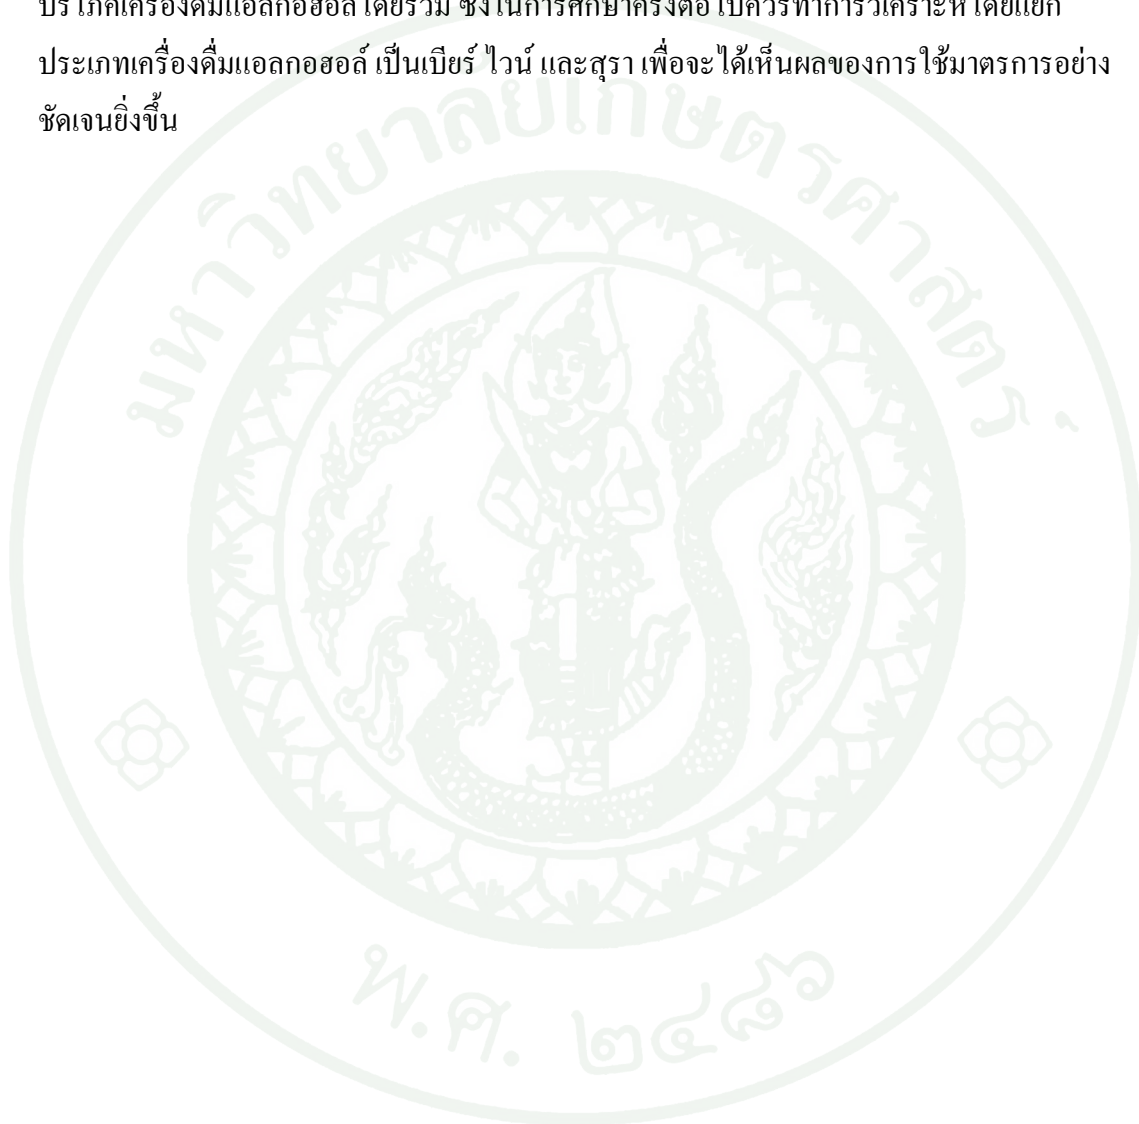 บริโภคเครื่องดื่มแอลกอฮอล์โดยรวม ซึ่งในการศึกษาครั้งต่อไปควรทำการวิเคราะห์โดยแยก
ประเภทเครื่องดื่มแอลกอฮอล์ เป็นเบียร์ ไวน์ และสุรา เพื่อจะได้เห็นผลของการใช้มาตรการอย่าง
ชัดเจนยิ่งขึ้น
มหาวิทยาลัยเกษตรศาสตร์
พ.ศ. ๒๔๘๖